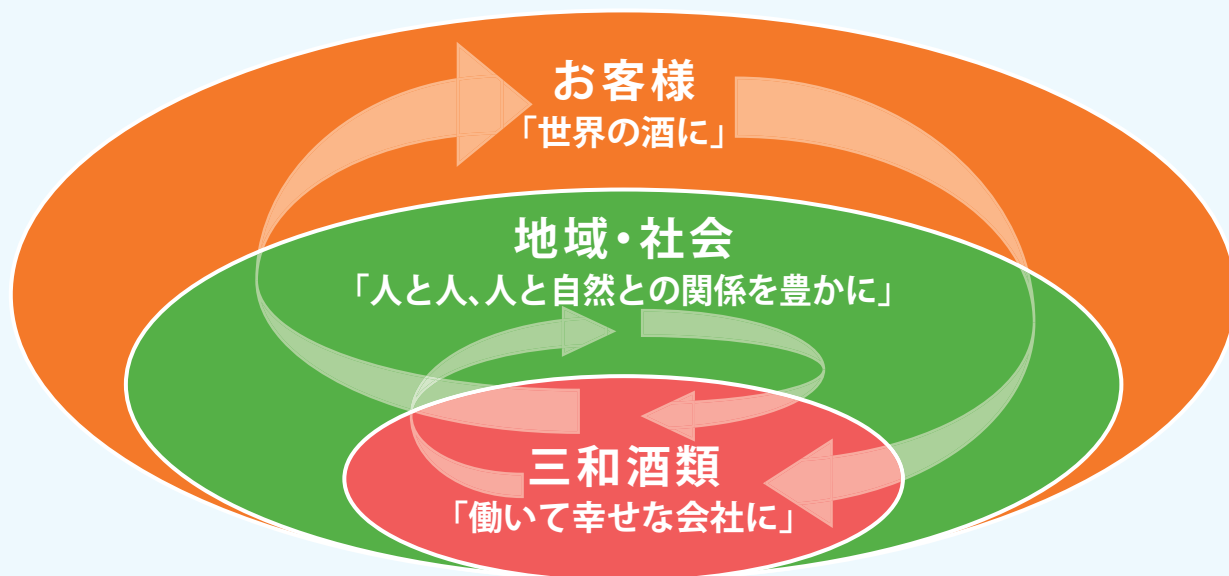 お客様
「世界の酒に」
地域・社会
「人と人、人と自然との関係を豊かに」
三和酒類
「働いて幸せな会社に」